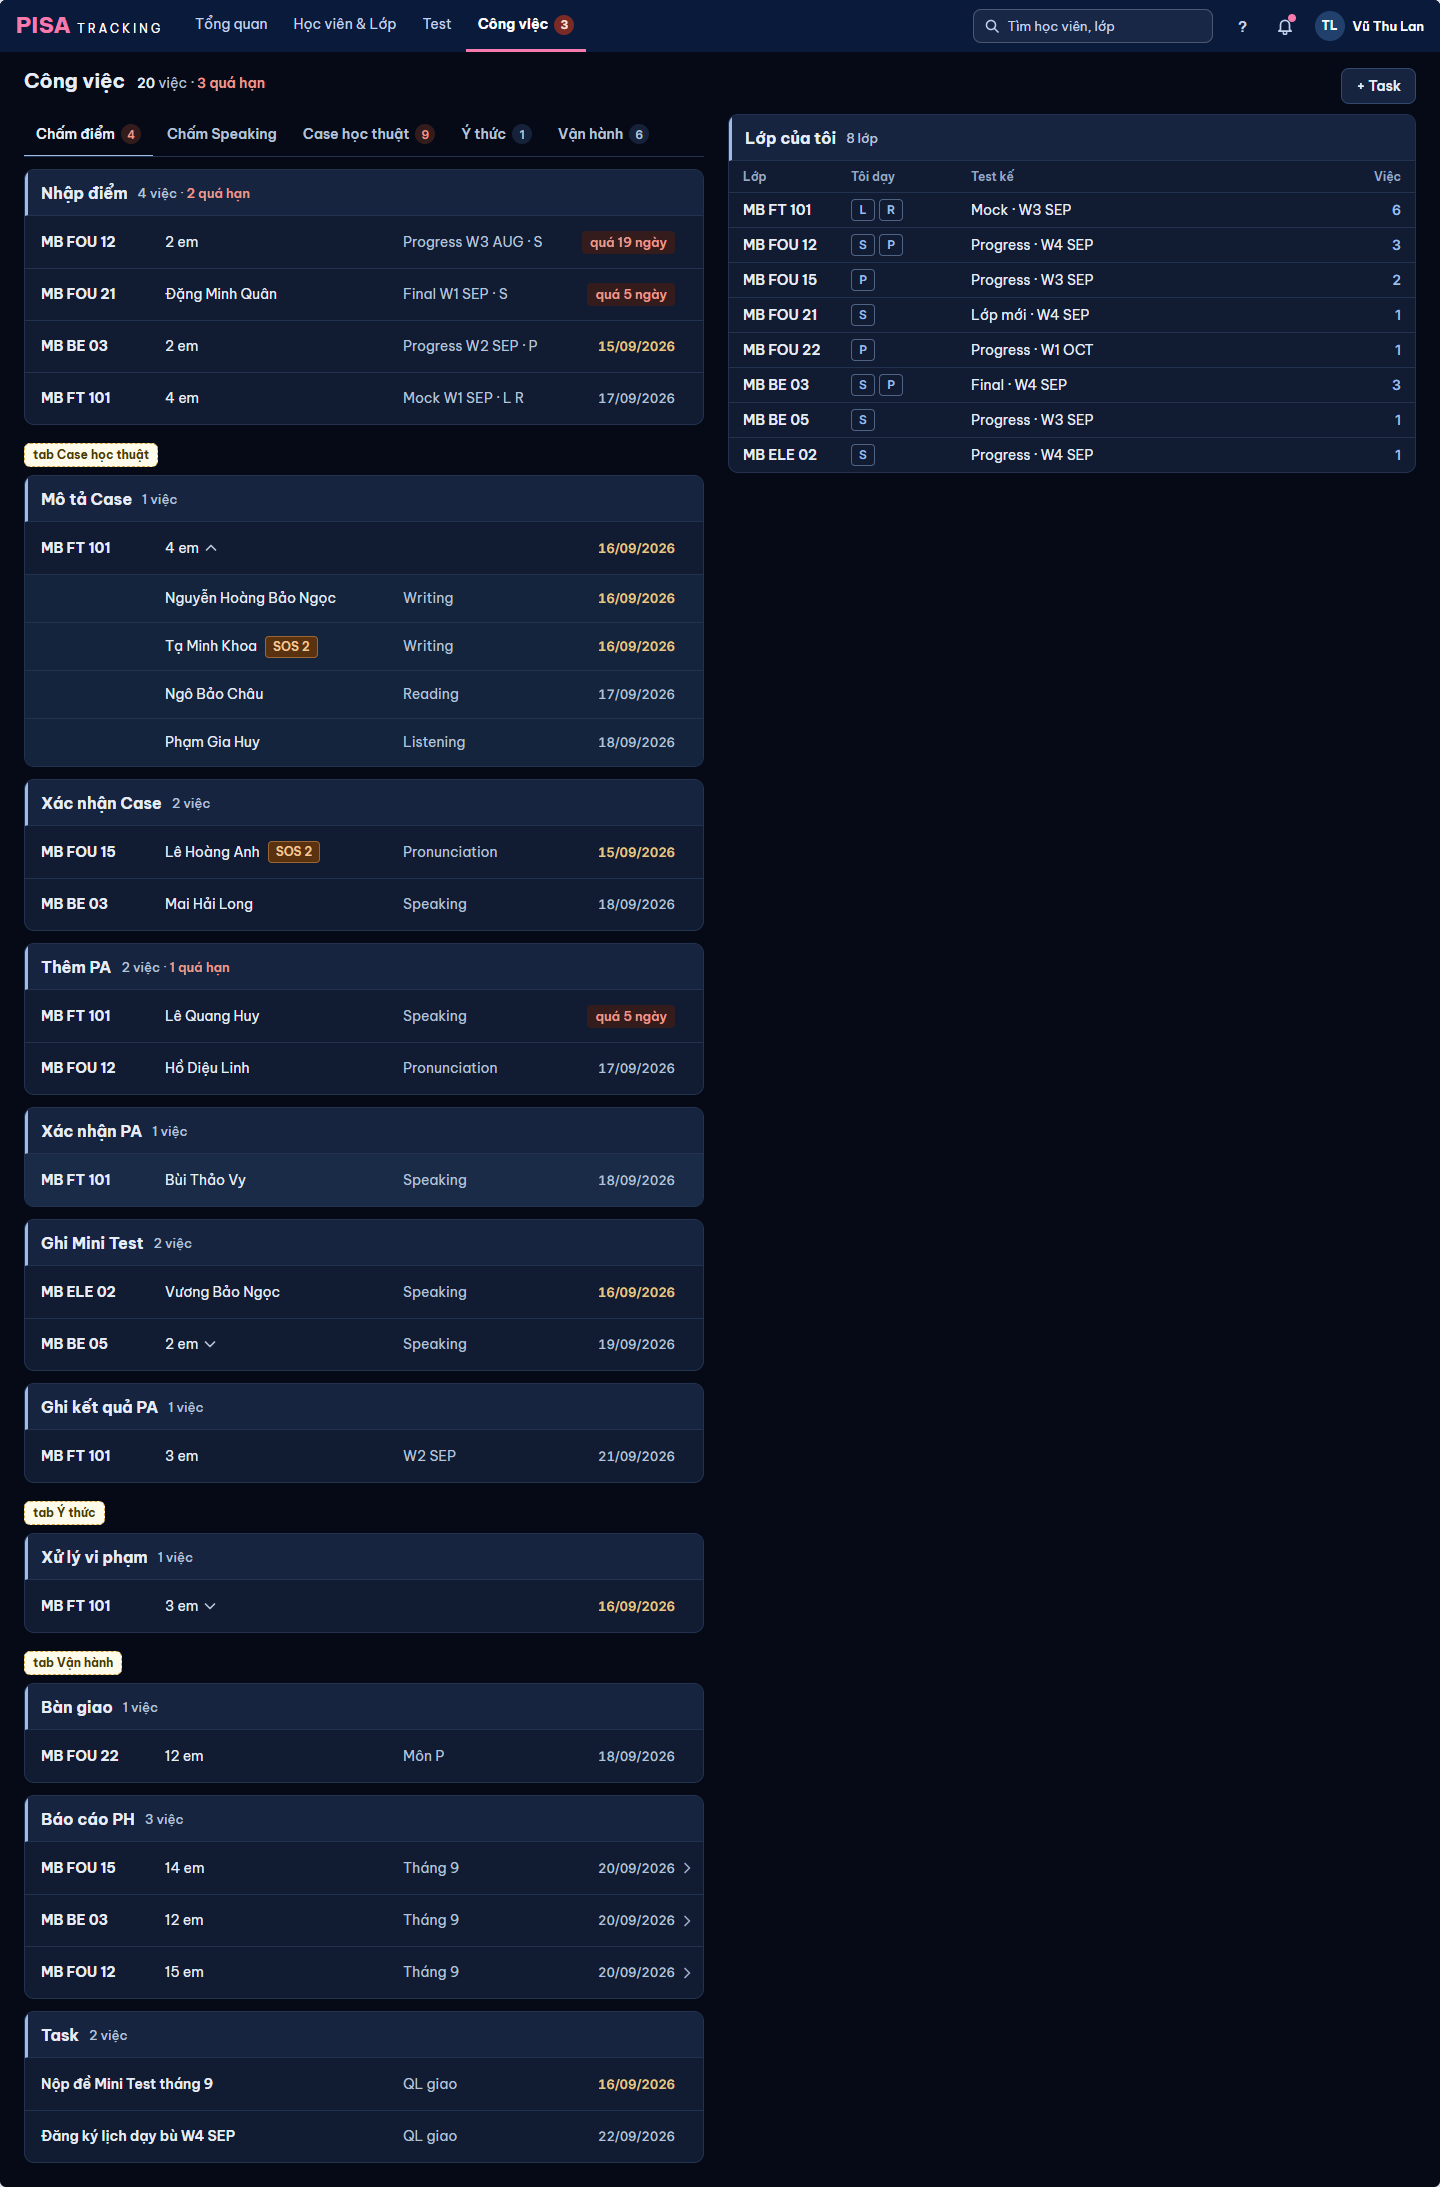 PISA TRACKING Tổng quan Học viên & Lớp Test Công việc 3 Tìm học viên, lớp ? TL Vũ Thu Lan
Công việc 20 việc · 3 quá hạn + Task
Chấm điểm 4 Chấm Speaking Case học thuật 9 Ý thức 1 Vận hành 6
Nhập điểm 4 việc · 2 quá hạn
MB FOU 12 2 em Progress W3 AUG · S quá 19 ngày
MB FOU 21 Đặng Minh Quân Final W1 SEP · S quá 5 ngày
MB BE 03 2 em Progress W2 SEP · P 15/09/2026
MB FT 101 4 em Mock W1 SEP · L R 17/09/2026
tab Case học thuật
Mô tả Case 1 việc
MB FT 101 4 em 16/09/2026
Nguyễn Hoàng Bảo Ngọc Writing 16/09/2026
Tạ Minh Khoa SOS 2 Writing 16/09/2026
Ngô Bảo Châu Reading 17/09/2026
Phạm Gia Huy Listening 18/09/2026
Xác nhận Case 2 việc
MB FOU 15 Lê Hoàng Anh SOS 2 Pronunciation 15/09/2026
MB BE 03 Mai Hải Long Speaking 18/09/2026
Thêm PA 2 việc · 1 quá hạn
MB FT 101 Lê Quang Huy Speaking quá 5 ngày
MB FOU 12 Hồ Diệu Linh Pronunciation 17/09/2026
Xác nhận PA 1 việc
MB FT 101 Bùi Thảo Vy Speaking 18/09/2026
Ghi Mini Test 2 việc
MB ELE 02 Vương Bảo Ngọc Speaking 16/09/2026
MB BE 05 2 em Speaking 19/09/2026
Ghi kết quả PA 1 việc
MB FT 101 3 em W2 SEP 21/09/2026
tab Ý thức
Xử lý vi phạm 1 việc
MB FT 101 3 em 16/09/2026
tab Vận hành
Bàn giao 1 việc
MB FOU 22 12 em Môn P 18/09/2026
Báo cáo PH 3 việc
MB FOU 15 14 em Tháng 9 20/09/2026
MB BE 03 12 em Tháng 9 20/09/2026
MB FOU 12 15 em Tháng 9 20/09/2026
Task 2 việc
Nộp đề Mini Test tháng 9 QL giao 16/09/2026
Đăng ký lịch dạy bù W4 SEP QL giao 22/09/2026
Lớp của tôi 8 lớp
Lớp Tôi dạy Test kế Việc
MB FT 101 L R Mock · W3 SEP 6
MB FOU 12 S P Progress · W4 SEP 3
MB FOU 15 P Progress · W3 SEP 2
MB FOU 21 S Lớp mới · W4 SEP 1
MB FOU 22 P Progress · W1 OCT 1
MB BE 03 S P Final · W4 SEP 3
MB BE 05 S Progress · W3 SEP 1
MB ELE 02 S Progress · W4 SEP 1